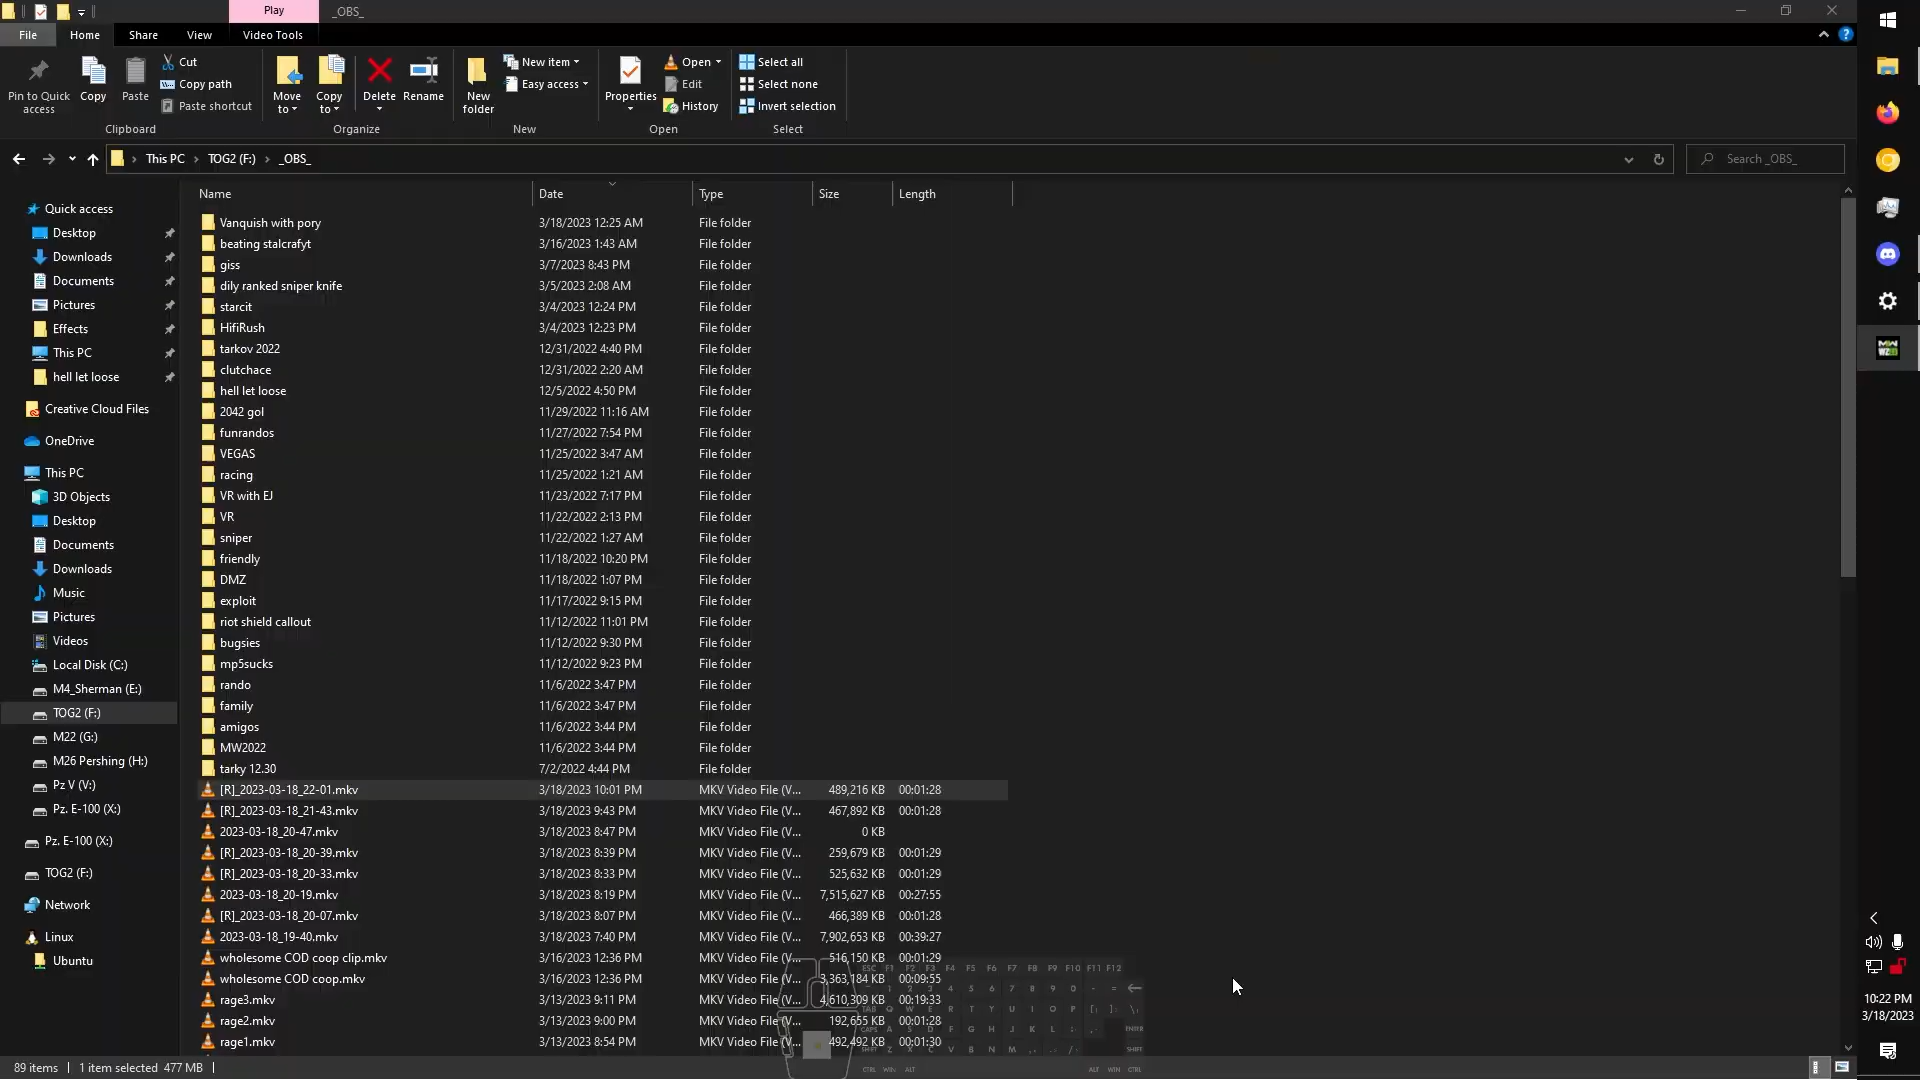 Play
_OBS_
File
Home
Share
View
Video Tools
Pin to Quick access
Copy
Paste
Cut
Copy path
Paste shortcut
Clipboard
Move to
Copy to
Delete
Rename
Organize
New folder
New item
Easy access
New
Properties
Open
Edit
History
Open
Select all
Select none
Invert selection
Select
This PC
TOG2 (F:)
_OBS_
Search _OBS_
Name Date Type Size Length
Quick access
Desktop
Downloads
Documents
Pictures
Effects
This PC
hell let loose
Creative Cloud Files
OneDrive
This PC
3D Objects
Desktop
Documents
Downloads
Music
Pictures
Videos
Local Disk (C:)
M4_Sherman (E:)
TOG2 (F:)
M22 (G:)
M26 Pershing (H:)
Pz V (V:)
Pz. E-100 (X:)
Pz. E-100 (X:)
TOG2 (F:)
Network
Linux
Ubuntu
Vanquish with pory 3/18/2023 12:25 AM File folder
beating stalcrafyt 3/16/2023 1:43 AM File folder
giss 3/7/2023 8:43 PM File folder
dily ranked sniper knife 3/5/2023 2:08 AM File folder
starcit 3/4/2023 12:24 PM File folder
HifiRush 3/4/2023 12:23 PM File folder
tarkov 2022 12/31/2022 4:40 PM File folder
clutchace 12/31/2022 2:20 AM File folder
hell let loose 12/5/2022 4:50 PM File folder
2042 gol 11/29/2022 11:16 AM File folder
funrandos 11/27/2022 7:54 PM File folder
VEGAS 11/25/2022 3:47 AM File folder
racing 11/25/2022 1:21 AM File folder
VR with EJ 11/23/2022 7:17 PM File folder
VR 11/22/2022 2:13 PM File folder
sniper 11/22/2022 1:27 AM File folder
friendly 11/18/2022 10:20 PM File folder
DMZ 11/18/2022 1:07 PM File folder
exploit 11/17/2022 9:15 PM File folder
riot shield callout 11/12/2022 11:01 PM File folder
bugsies 11/12/2022 9:30 PM File folder
mp5sucks 11/12/2022 9:23 PM File folder
rando 11/6/2022 3:47 PM File folder
family 11/6/2022 3:47 PM File folder
amigos 11/6/2022 3:44 PM File folder
MW2022 11/6/2022 3:44 PM File folder
tarky 12.30 7/2/2022 4:44 PM File folder
[R]_2023-03-18_22-01.mkv 3/18/2023 10:01 PM MKV Video File (V... 489,216 KB 00:01:28
[R]_2023-03-18_21-43.mkv 3/18/2023 9:43 PM MKV Video File (V... 467,892 KB 00:01:28
2023-03-18_20-47.mkv 3/18/2023 8:47 PM MKV Video File (V... 0 KB
[R]_2023-03-18_20-39.mkv 3/18/2023 8:39 PM MKV Video File (V... 259,679 KB 00:01:29
[R]_2023-03-18_20-33.mkv 3/18/2023 8:33 PM MKV Video File (V... 525,632 KB 00:01:29
2023-03-18_20-19.mkv 3/18/2023 8:19 PM MKV Video File (V... 7,515,627 KB 00:27:55
[R]_2023-03-18_20-07.mkv 3/18/2023 8:07 PM MKV Video File (V... 466,389 KB 00:01:28
2023-03-18_19-40.mkv 3/18/2023 7:40 PM MKV Video File (V... 7,902,653 KB 00:39:27
wholesome COD coop clip.mkv 3/16/2023 12:36 PM MKV Video File (V... 516,150 KB 00:01:29
wholesome COD coop.mkv 3/16/2023 12:36 PM MKV Video File (V... 3,363,184 KB 00:09:55
rage3.mkv 3/13/2023 9:11 PM MKV Video File (V... 4,610,309 KB 00:19:33
rage2.mkv 3/13/2023 9:00 PM MKV Video File (V... 192,655 KB 00:01:28
rage1.mkv 3/13/2023 8:54 PM MKV Video File (V... 492,492 KB 00:01:30
ESC F1 F2 F3 F4 F5 F6 F7 F8 F9 F10 F11 F12
89 items
1 item selected 477 MB
10:22 PM
3/18/2023